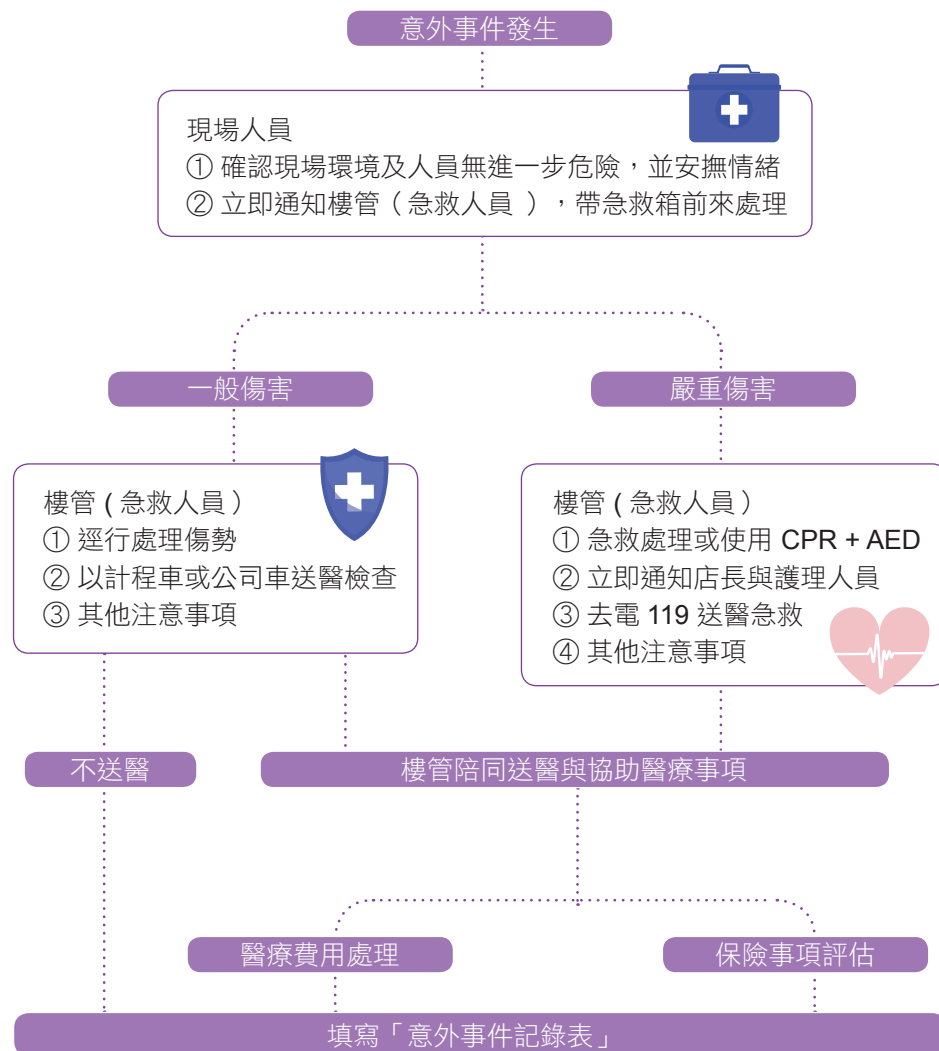 意外事件發生
現場人員
① 確認現場環境及人員無進一步危險，並安撫情緒
② 立即通知樓管（急救人員 ），帶急救箱前來處理
一般傷害
嚴重傷害
樓管 ( 急救人員 )
① 逕行處理傷勢
② 以計程車或公司車送醫檢查
③ 其他注意事項
樓管 ( 急救人員 )
① 急救處理或使用 CPR + AED
② 立即通知店長與護理人員
③ 去電 119 送醫急救
④ 其他注意事項
不送醫
樓管陪同送醫與協助醫療事項
醫療費用處理
保險事項評估
填寫「意外事件記錄表」